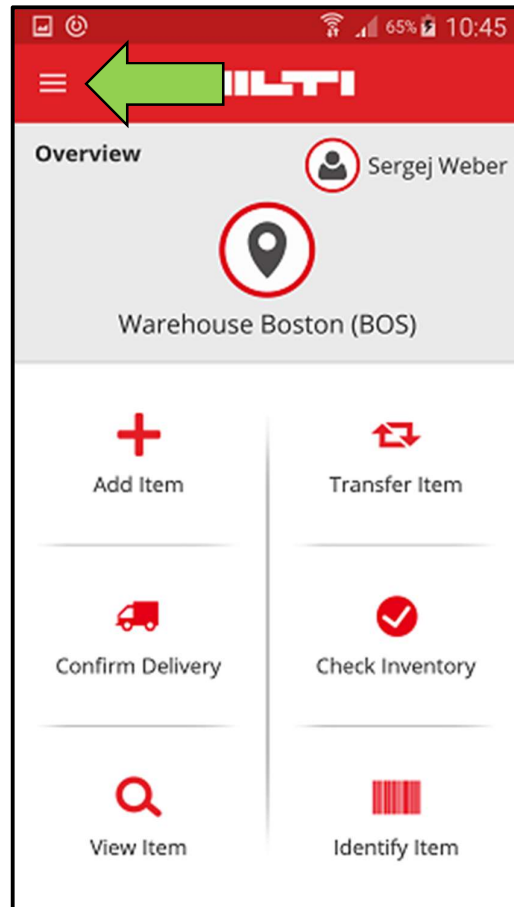 65% 10:45
Overview
Sergej Weber
Warehouse Boston (BOS)
Add Item
Transfer Item
Confirm Delivery
Check Inventory
View Item
Identify Item